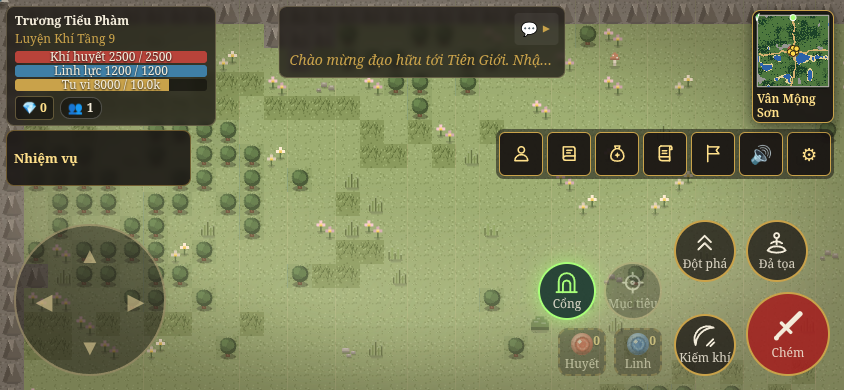 Trương Tiểu Phàm
Luyện Khí Tầng 9
Khí huyết 2500 / 2500
Linh lực 1200 / 1200
Tu vi 8000 / 10.0k
0
1
Nhiệm vụ
Chào mừng đạo hữu tới Tiên Giới. Nhậ...
Vân Mộng
Sơn
Đột phá
Đả tọa
Cổng
Mục tiêu
0
Huyết
0
Linh
Kiếm khí
Chém